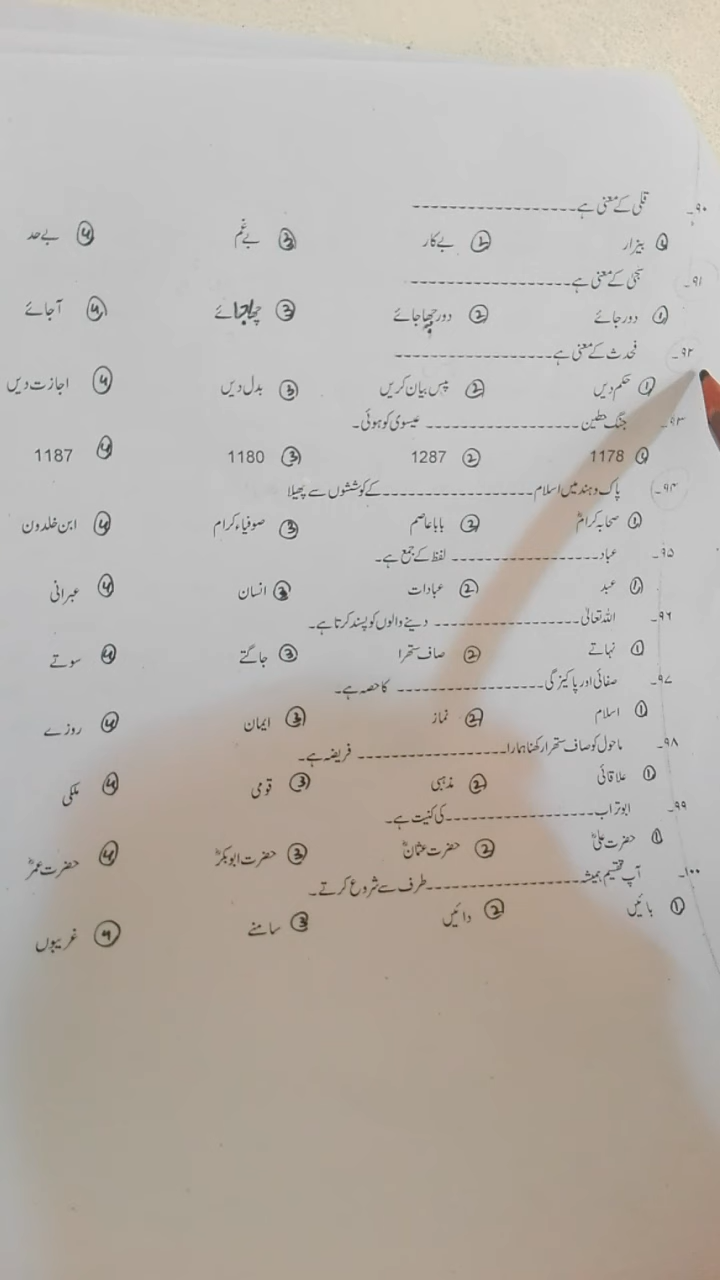 ۹۰۔ قلی کے معنی ہے ---------------------
① بیزار ② بے کار ③ بے غم ④ بے حد
۹۱۔ سجیٰ کے معنی ہے ---------------------
① دور جائے ② دور چھا جائے ③ چھا جائے ④ آجائے
۹۲۔ فحدث کے معنی ہے ---------------------
① حکم دیں ② پس بیان کریں ③ بدل دیں ④ اجازت دیں
۹۳۔ جنگ حطین --------------------- عیسوی کو ہوئی۔
① 1178 ② 1287 ③ 1180 ④ 1187
۹۴۔ پاک و ہند میں اسلام --------------------- کے کوششوں سے پھیلا
① صحابہ کرامؓ ② بابا عاصم ③ صوفیاء کرام ④ ابن خلدون
۹۵۔ عباد --------------------- لفظ کے جمع ہے۔
① عبد ② عبادات ③ انسان ④ عبرانی
۹۶۔ اللہ تعالیٰ --------------------- دینے والوں کو پسند کرتا ہے۔
① نہاتے ② صاف ستھرا ③ جاگتے ④ سوتے
۹۷۔ صفائی اور پاکیزگی --------------------- کا حصہ ہے۔
① اسلام ② نماز ③ ایمان ④ روزے
۹۸۔ ماحول کو صاف ستھرا رکھنا ہمارا --------------------- فریضہ ہے۔
① علاقائی ② مذہبی ③ قومی ④ ملکی
۹۹۔ ابو تراب --------------------- کی کنیت ہے۔
① حضرت علیؓ ② حضرت عثمانؓ ③ حضرت ابوبکرؓ ④ حضرت عمرؓ
۱۰۰۔ آپ تقسیم ہمیشہ --------------------- طرف سے شروع کرتے۔
① بائیں ② دائیں ③ سامنے ④ غریبوں